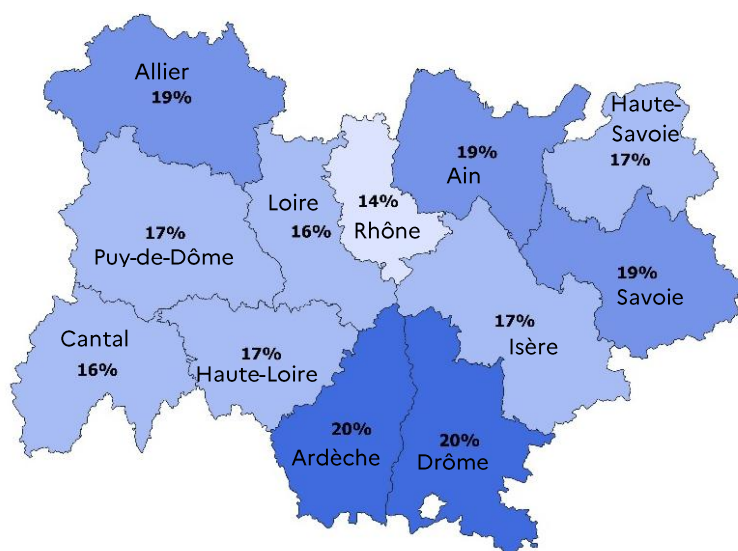 Allier
19%
Haute-
Savoie
17%
19%
Ain
14%
Rhône
Loire
16%
17%
Puy-de-Dôme
19%
Savoie
17%
Isère
Cantal
16%
17%
Haute-Loire
20%
Ardèche
20%
Drôme